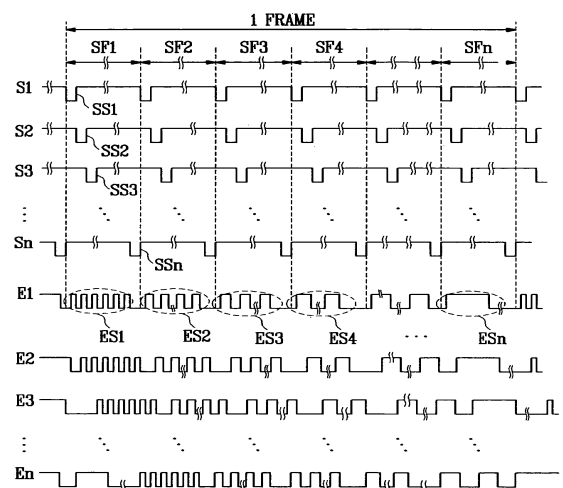 1 FRAME
SF1 SF2 SF3 SF4 SFn
S1
SS1
S2
SS2
S3
SS3
Sn
SSn
E1
ES1 ES2 ES3 ES4 ... ESn
E2
E3
En